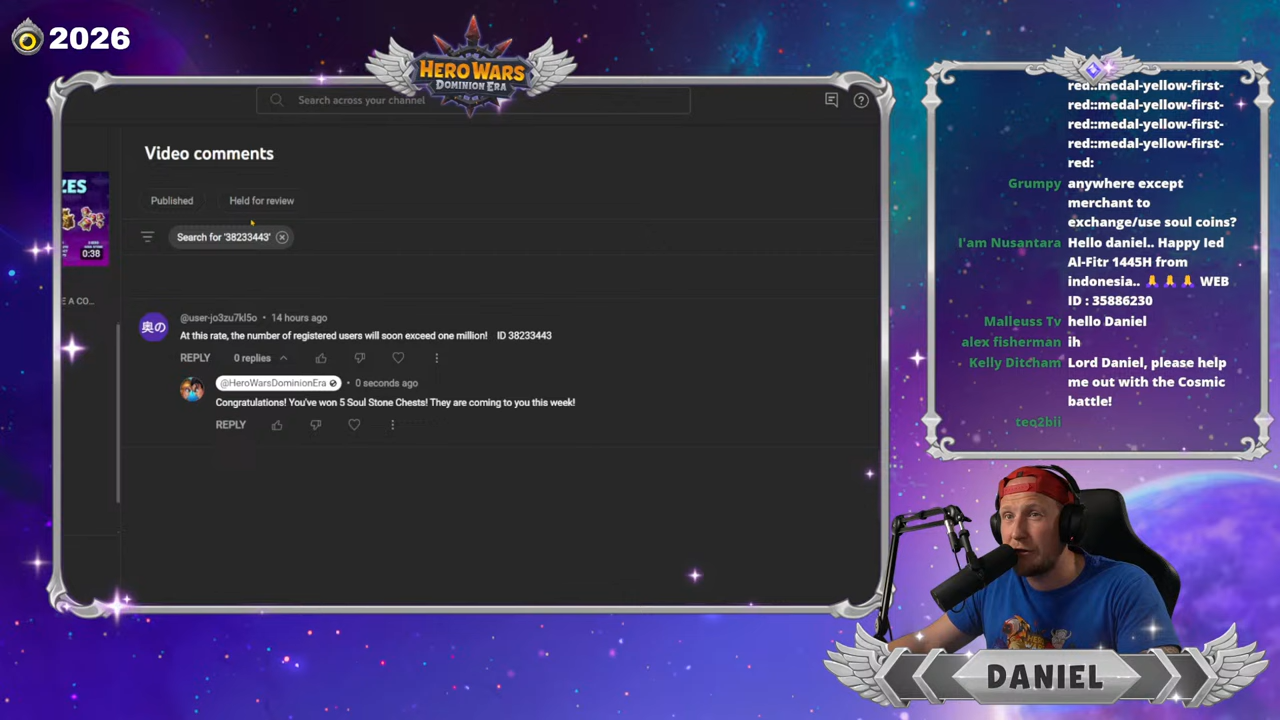 2026
HERO WARS
DOMINION ERA
Search across your channel
Video comments
Published
Held for review
Search for '38233443'
ZES
0:38
E A CO...
奥の
@user-jo3zu7kl5o • 14 hours ago
At this rate, the number of registered users will soon exceed one million! ID 38233443
REPLY 0 replies
@HeroWarsDominionEra • 0 seconds ago
Congratulations! You've won 5 Soul Stone Chests! They are coming to you this week!
REPLY
red::medal-yellow-first-
red::medal-yellow-first-
red::medal-yellow-first-
red::medal-yellow-first-
red:
Grumpy anywhere except
merchant to
exchange/use soul coins?
I'am Nusantara Hello daniel.. Happy Ied
Al-Fitr 1445H from
indonesia.. 🙏 🙏 🙏 WEB
ID : 35886230
Malleuss Tv hello Daniel
alex fisherman ih
Kelly Ditcham Lord Daniel, please help
me out with the Cosmic
battle!
teq2bii
DANIEL